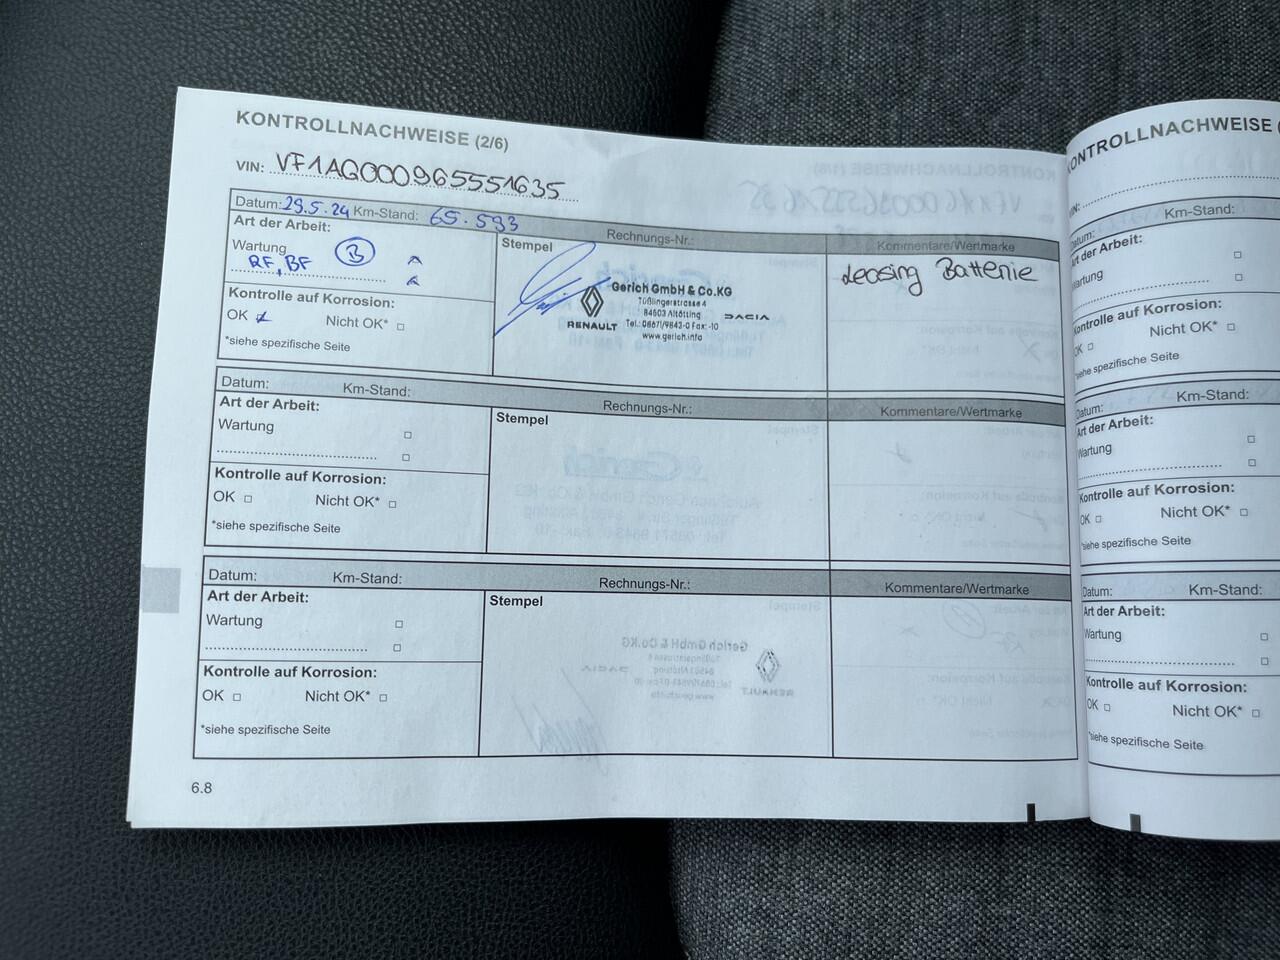 KONTROLLNACHWEISE (2/6)
VIN: VF1AG000965551635
Datum: 29.5.24 Km-Stand: 65.593
Rechnungs-Nr.:
Kommentare/Wertmarke
Art der Arbeit:
Wartung B
RF, BF
Kontrolle auf Korrosion:
OK Nicht OK*
*siehe spezifische Seite
Stempel
Gerich GmbH & Co.KG
Tüßlingerstrasse 4
84503 Altötting
Tel.: 08671/9843-0 Fax: -10
www.gerich.info
RENAULT
DACIA
Leasing Batterie
Datum: Km-Stand:
Rechnungs-Nr.:
Kommentare/Wertmarke
Art der Arbeit:
Wartung
Kontrolle auf Korrosion:
OK Nicht OK*
*siehe spezifische Seite
Stempel
Datum: Km-Stand:
Rechnungs-Nr.:
Kommentare/Wertmarke
Art der Arbeit:
Wartung
Kontrolle auf Korrosion:
OK Nicht OK*
*siehe spezifische Seite
Stempel
6.8
KONTROLLNACHWEISE (
VIN:
Datum: Km-Stand:
Art der Arbeit:
Wartung
Kontrolle auf Korrosion:
OK Nicht OK*
*siehe spezifische Seite
Datum: Km-Stand:
Art der Arbeit:
Wartung
Kontrolle auf Korrosion:
OK Nicht OK*
*siehe spezifische Seite
Datum: Km-Stand:
Art der Arbeit:
Wartung
Kontrolle auf Korrosion:
OK Nicht OK*
*siehe spezifische Seite